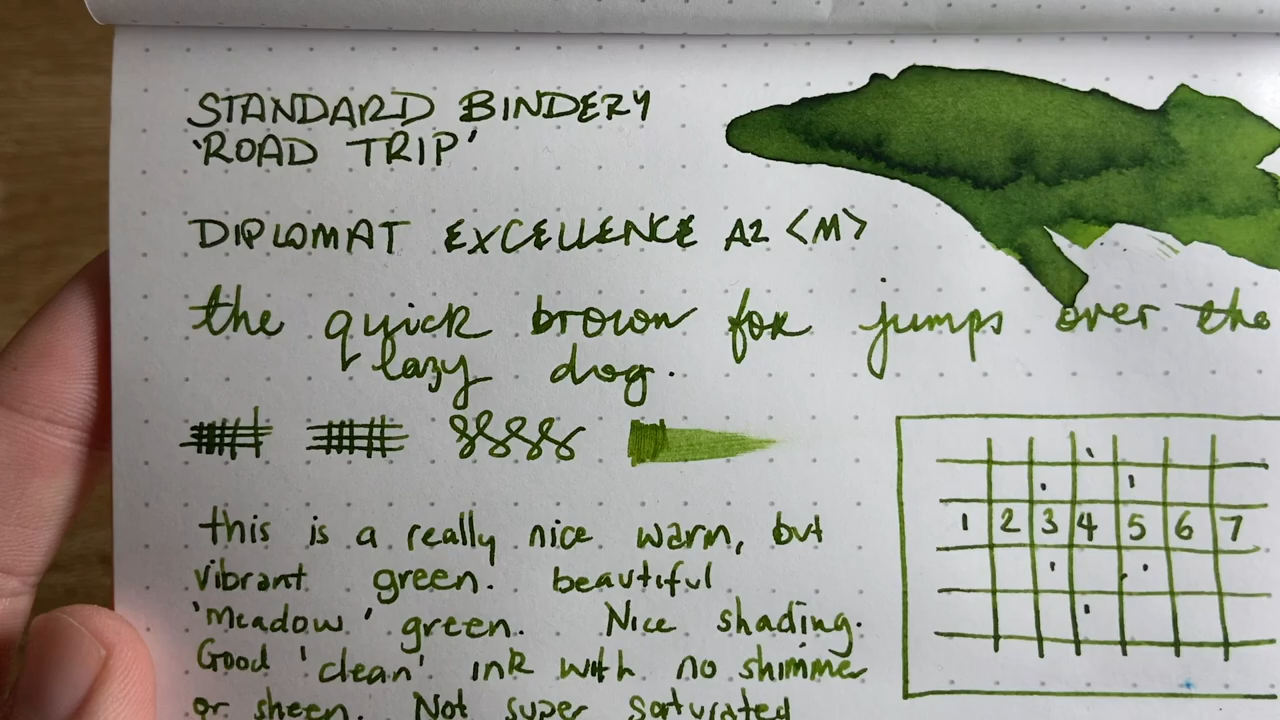 STANDARD BINDERY
'ROAD TRIP'
DIPLOMAT EXCELLENCE A2 <M>
the quick brown fox jumps over the
lazy dog.
this is a really nice warm, but
vibrant green. beautiful
'Meadow' green. Nice shading.
Good 'clean' ink with no shimmer
or sheen. Not super saturated
1 2 3 4 5 6 7